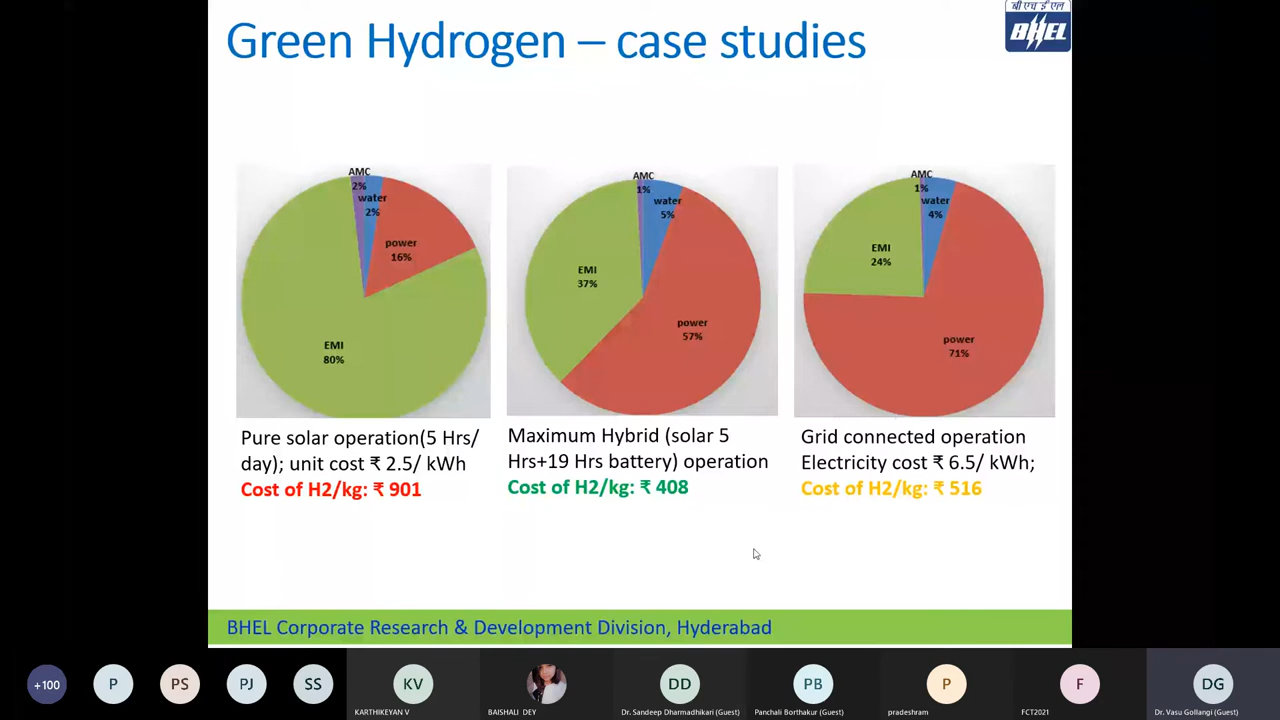 Green Hydrogen – case studies
बी एच ई एल
BHEL
AMC
2%
water
2%
power
16%
EMI
80%
AMC
1%
water
5%
EMI
37%
power
57%
AMC
1%
water
4%
EMI
24%
power
71%
Pure solar operation(5 Hrs/
day); unit cost ₹ 2.5/ kWh
Cost of H2/kg: ₹ 901
Maximum Hybrid (solar 5
Hrs+19 Hrs battery) operation
Cost of H2/kg: ₹ 408
Grid connected operation
Electricity cost ₹ 6.5/ kWh;
Cost of H2/kg: ₹ 516
BHEL Corporate Research & Development Division, Hyderabad
+100
P
PS
PJ
SS
KV
DD
PB
P
F
DG
KARTHIKEYAN V
BAISHALI DEY
Dr. Sandeep Dharmadhikari (Guest)
Panchali Borthakur (Guest)
pradeshram
FCT2021
Dr. Vasu Gollangi (Guest)